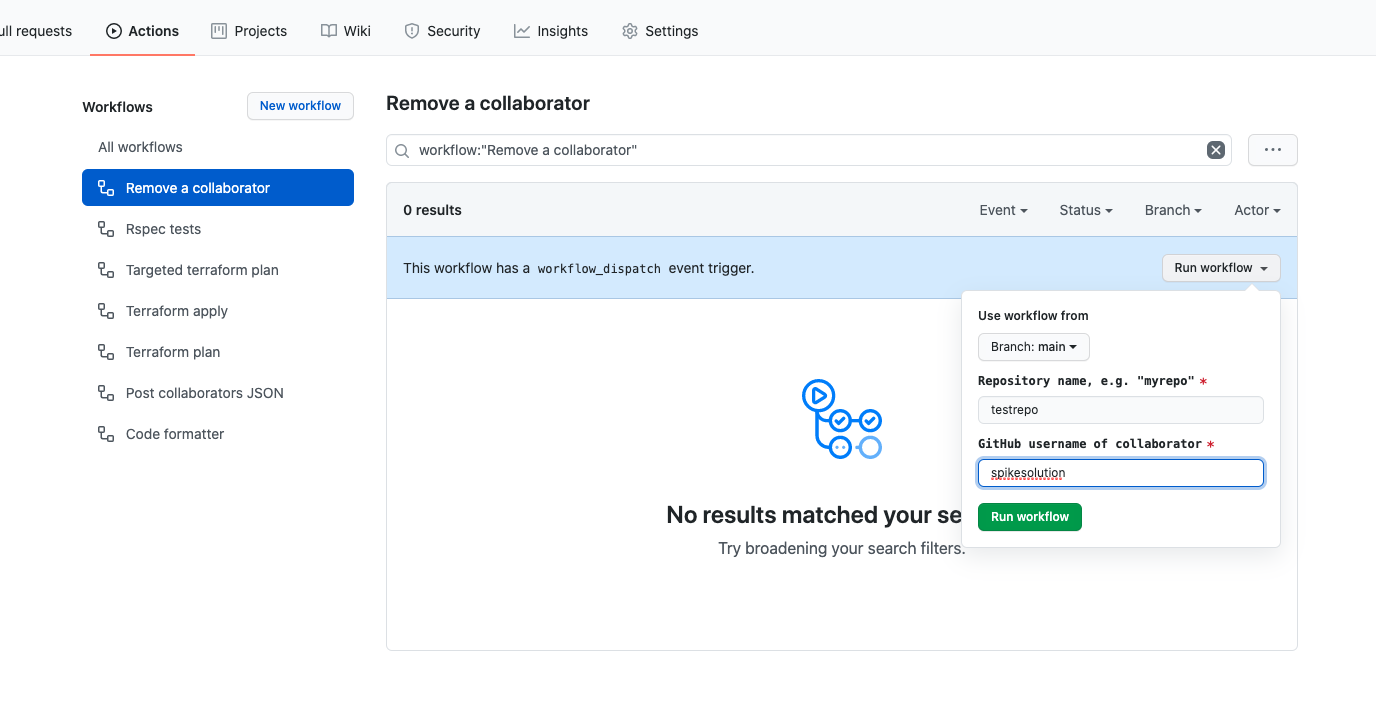 ull requests Actions Projects Wiki Security Insights Settings
Workflows New workflow
All workflows
Remove a collaborator
Rspec tests
Targeted terraform plan
Terraform apply
Terraform plan
Post collaborators JSON
Code formatter
Remove a collaborator
workflow:"Remove a collaborator"
0 results Event Status Branch Actor
This workflow has a workflow_dispatch event trigger. Run workflow
Use workflow from
Branch: main
Repository name, e.g. "myrepo" *
testrepo
GitHub username of collaborator *
spikesolution
Run workflow
No results matched your se
Try broadening your search filters.